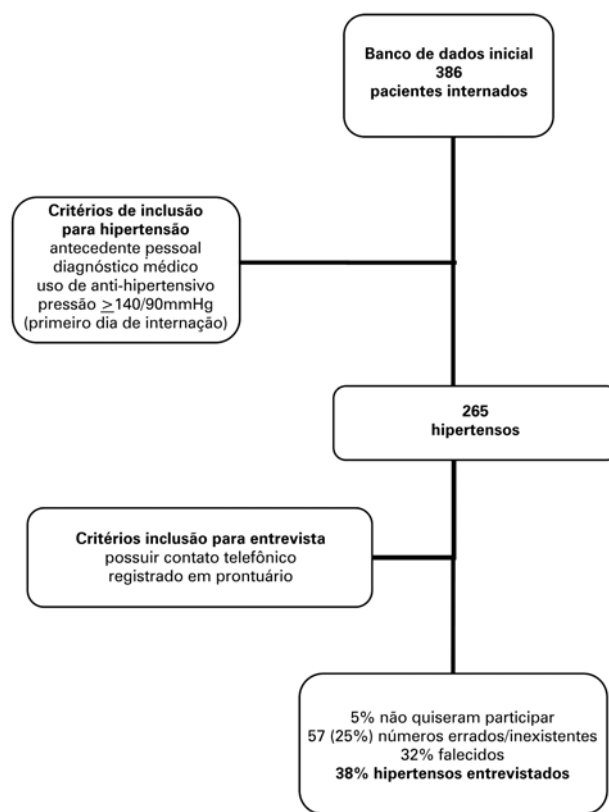 Banco de dados inicial
386
pacientes internados
Critérios de inclusão
para hipertensão
antecedente pessoal
diagnóstico médico
uso de anti-hipertensivo
pressão ≥140/90mmHg
(primeiro dia de internação)
265
hipertensos
Critérios inclusão para entrevista
possuir contato telefônico
registrado em prontuário
5% não quiseram participar
57 (25%) números errados/inexistentes
32% falecidos
38% hipertensos entrevistados